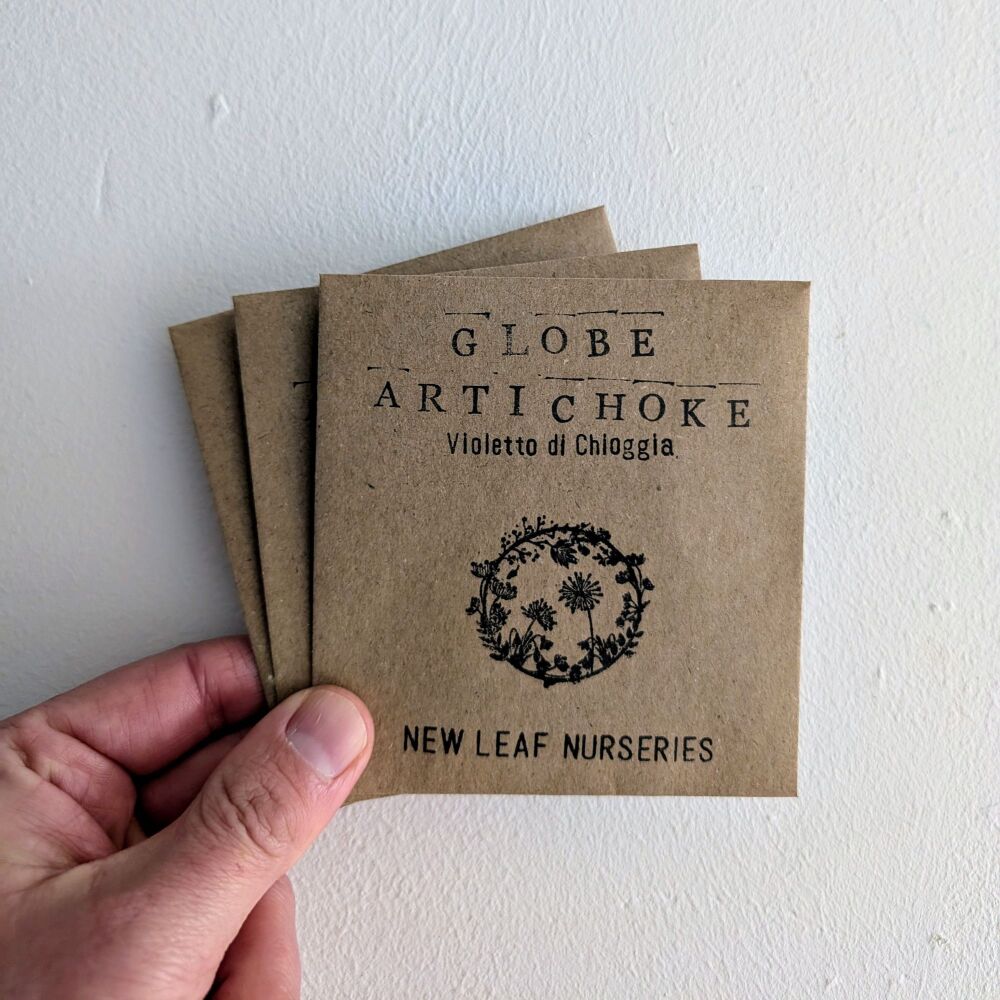 GLOBE
ARTICHOKE
Violetto di Chioggia
NEW LEAF NURSERIES